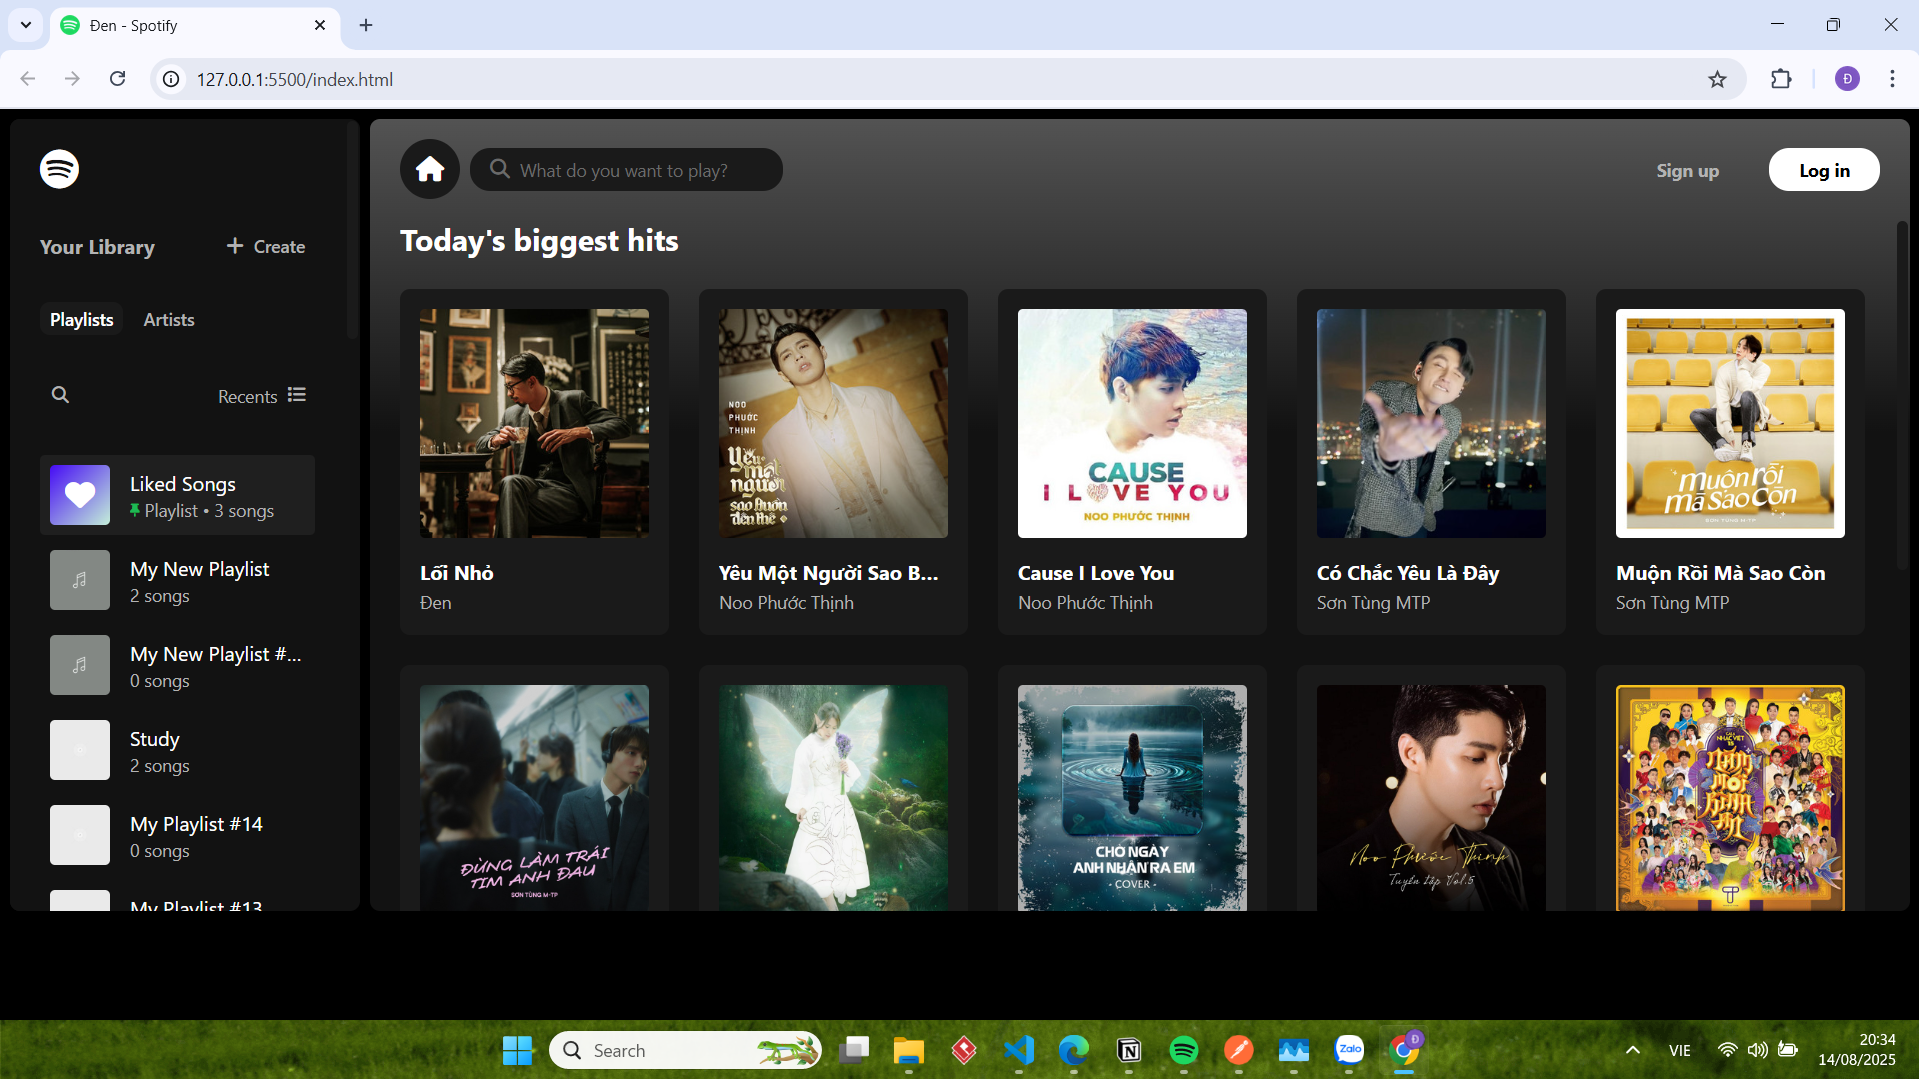 Đen - Spotify
127.0.0.1:5500/index.html
Đ
What do you want to play?
Sign up
Log in
Your Library
Create
Playlists
Artists
Recents
Liked Songs
Playlist • 3 songs
My New Playlist
2 songs
My New Playlist #...
0 songs
Study
2 songs
My Playlist #14
0 songs
My Playlist #13
Today's biggest hits
NOO
PHƯỚC
THỊNH
Yêu
một
người
sao buồn
đến thế
CAUSE
I LOVE YOU
NOO PHƯỚC THỊNH
muộn rồi
mà sao còn
SƠN TÙNG M-TP
Lối Nhỏ
Đen
Yêu Một Người Sao B...
Noo Phước Thịnh
Cause I Love You
Noo Phước Thịnh
Có Chắc Yêu Là Đây
Sơn Tùng MTP
Muộn Rồi Mà Sao Còn
Sơn Tùng MTP
ĐỪNG LÀM TRÁI
TIM ANH ĐAU
SƠN TÙNG M-TP
CHỜ NGÀY
ANH NHẬN RA EM
- COVER -
Noo Phước Thịnh
Tuyển tập Vol.5
Search
Zalo
Đ
VIE
20:34
14/08/2025